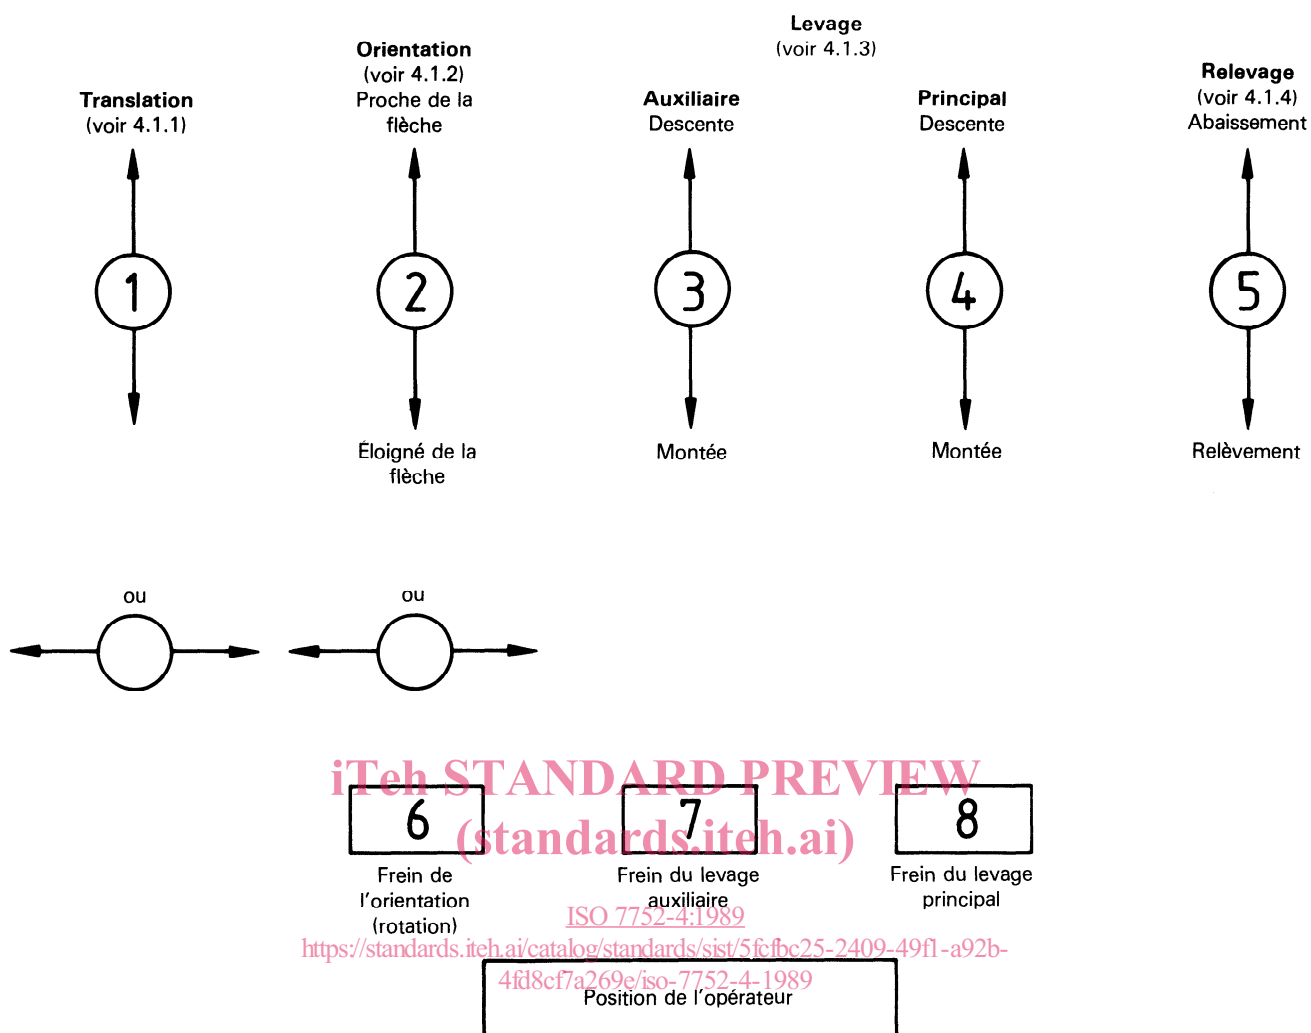 Levage
(voir 4.1.3)
Orientation
(voir 4.1.2)
Proche de la
flèche
Relevage
(voir 4.1.4)
Abaissement
Translation
(voir 4.1.1)
Auxiliaire
Descente
Principal
Descente
1
2
3
4
5
Éloigné de la
flèche
Montée
Montée
Relèvement
ou
ou
iTeh STANDARD PREVIEW
(standards.iteh.ai)
6
7
8
Frein de
l'orientation
(rotation)
Frein du levage
auxiliaire
Frein du levage
principal
ISO 7752-4:1989
https://standards.iteh.ai/catalog/standards/sist/5fcfbc25-2409-49f1-a92b-
4fd8cf7a269e/iso-7752-4-1989
Position de l'opérateur